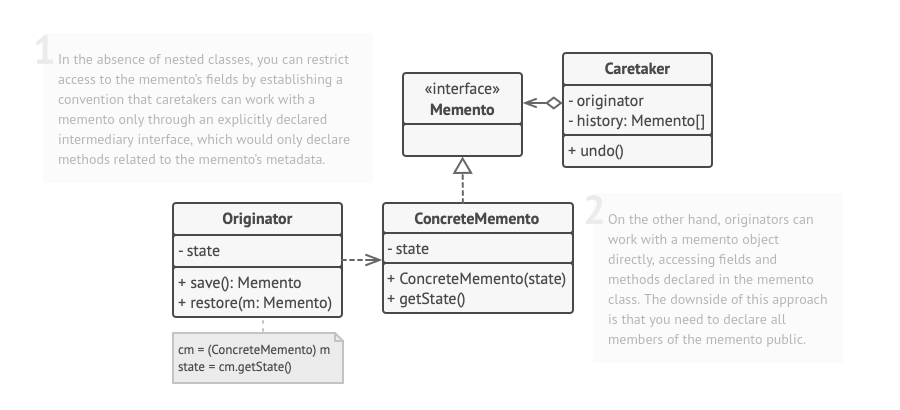 1
In the absence of nested classes, you can restrict
access to the memento's fields by establishing a
convention that caretakers can work with a
memento only through an explicitly declared
intermediary interface, which would only declare
methods related to the memento's metadata.
«interface»
Memento
Caretaker
- originator
- history: Memento[]
+ undo()
Originator
- state
+ save(): Memento
+ restore(m: Memento)
cm = (ConcreteMemento) m
state = cm.getState()
ConcreteMemento
- state
+ ConcreteMemento(state)
+ getState()
2
On the other hand, originators can
work with a memento object
directly, accessing fields and
methods declared in the memento
class. The downside of this approach
is that you need to declare all
members of the memento public.